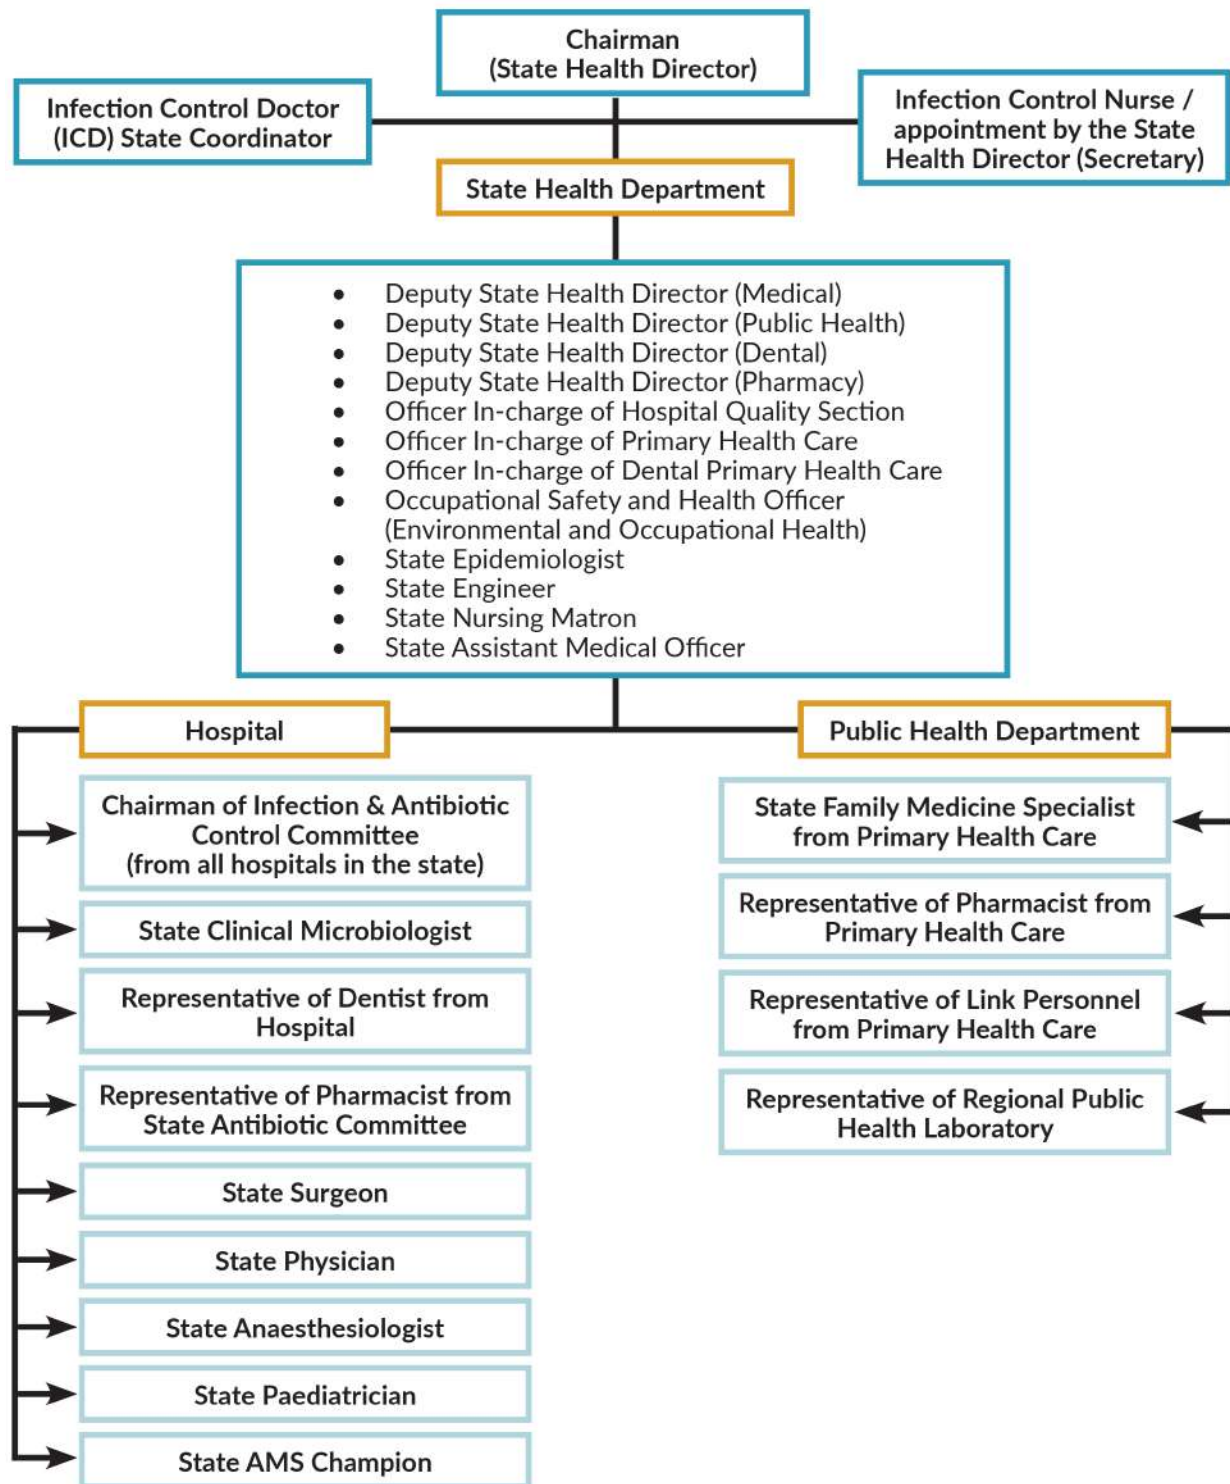 Chairman
(State Health Director)
Infection Control Doctor
(ICD) State Coordinator
Infection Control Nurse /
appointment by the State
Health Director (Secretary)
State Health Department
• Deputy State Health Director (Medical)
• Deputy State Health Director (Public Health)
• Deputy State Health Director (Dental)
• Deputy State Health Director (Pharmacy)
• Officer In-charge of Hospital Quality Section
• Officer In-charge of Primary Health Care
• Officer In-charge of Dental Primary Health Care
• Occupational Safety and Health Officer
(Environmental and Occupational Health)
• State Epidemiologist
• State Engineer
• State Nursing Matron
• State Assistant Medical Officer
Hospital
Chairman of Infection & Antibiotic
Control Committee
(from all hospitals in the state)
State Clinical Microbiologist
Representative of Dentist from
Hospital
Representative of Pharmacist from
State Antibiotic Committee
State Surgeon
State Physician
State Anaesthesiologist
State Paediatrician
State AMS Champion
Public Health Department
State Family Medicine Specialist
from Primary Health Care
Representative of Pharmacist from
Primary Health Care
Representative of Link Personnel
from Primary Health Care
Representative of Regional Public
Health Laboratory